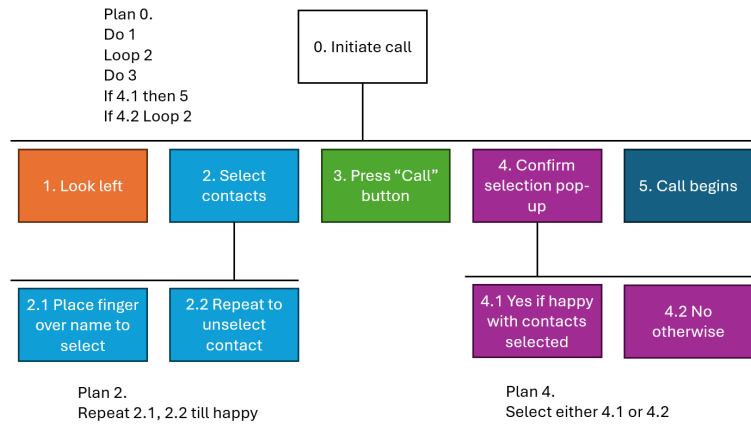 Plan 0.
Do 1
Loop 2
Do 3
If 4.1 then 5
If 4.2 Loop 2
0. Initiate call
1. Look left
2. Select
contacts
3. Press “Call”
button
4. Confirm
selection pop-
up
5. Call begins
2.1 Place finger
over name to
select
2.2 Repeat to
unselect
contact
4.1 Yes if happy
with contacts
selected
4.2 No
otherwise
Plan 2.
Repeat 2.1, 2.2 till happy
Plan 4.
Select either 4.1 or 4.2